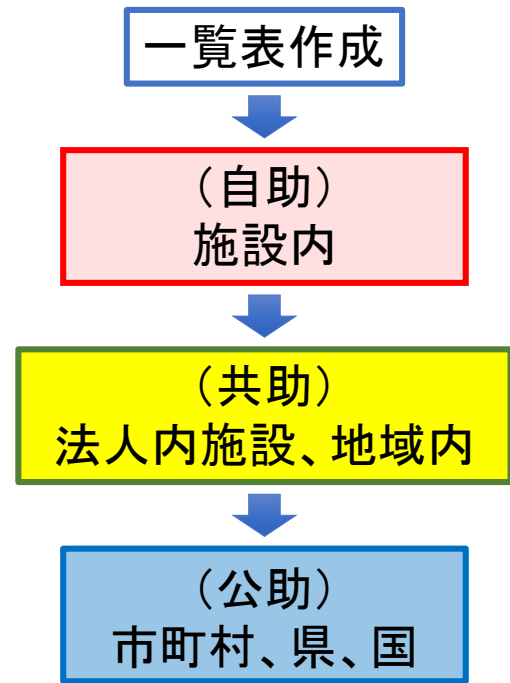 一覧表作成
（自助）
施設内
（共助）
法人内施設、地域内
（公助）
市町村、県、国